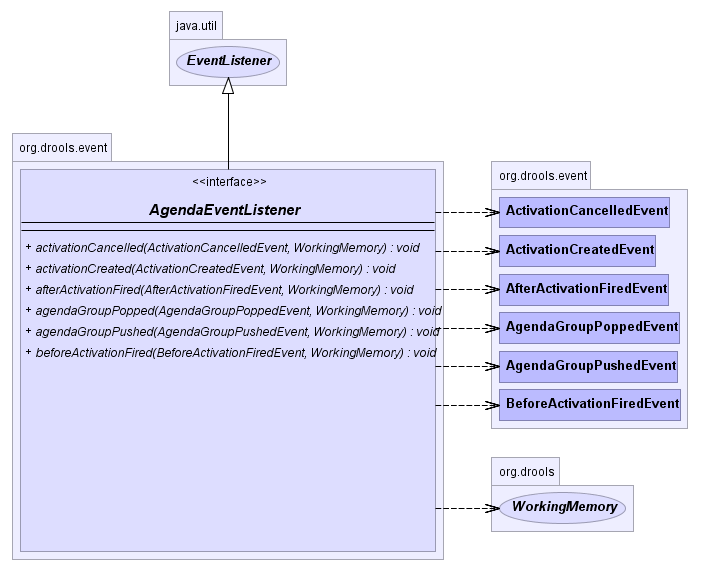 java.util
EventListener
org.drools.event
<<interface>>
AgendaEventListener
+ activationCancelled(ActivationCancelledEvent, WorkingMemory) : void
+ activationCreated(ActivationCreatedEvent, WorkingMemory) : void
+ afterActivationFired(AfterActivationFiredEvent, WorkingMemory) : void
+ agendaGroupPopped(AgendaGroupPoppedEvent, WorkingMemory) : void
+ agendaGroupPushed(AgendaGroupPushedEvent, WorkingMemory) : void
+ beforeActivationFired(BeforeActivationFiredEvent, WorkingMemory) : void
org.drools.event
ActivationCancelledEvent
ActivationCreatedEvent
AfterActivationFiredEvent
AgendaGroupPoppedEvent
AgendaGroupPushedEvent
BeforeActivationFiredEvent
org.drools
WorkingMemory